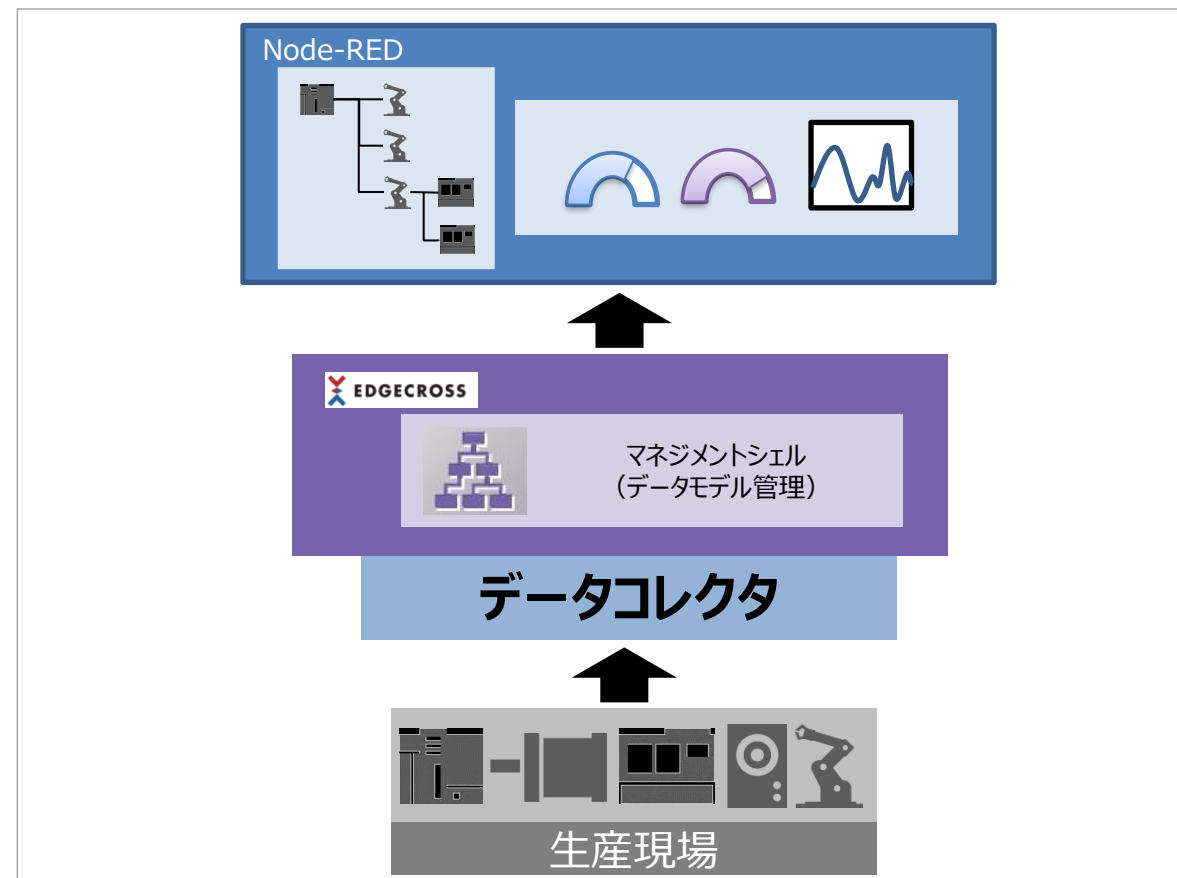 Node-RED
EDGECROSS
マネジメントシェル
（データモデル管理）
データコレクタ
生産現場